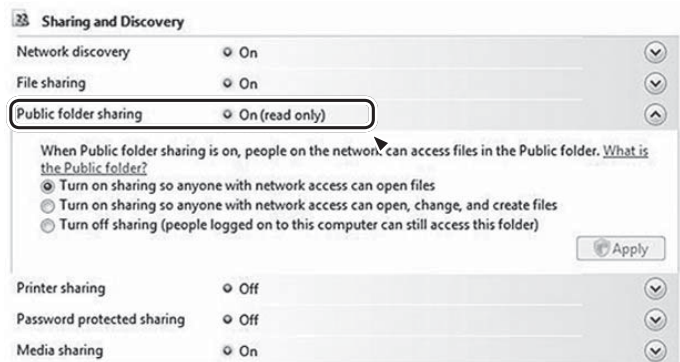 Sharing and Discovery
Network discovery On
File sharing On
Public folder sharing On (read only)
When Public folder sharing is on, people on the network can access files in the Public folder. What is
the Public folder?
Turn on sharing so anyone with network access can open files
Turn on sharing so anyone with network access can open, change, and create files
Turn off sharing (people logged on to this computer can still access this folder)
Apply
Printer sharing Off
Password protected sharing Off
Media sharing On